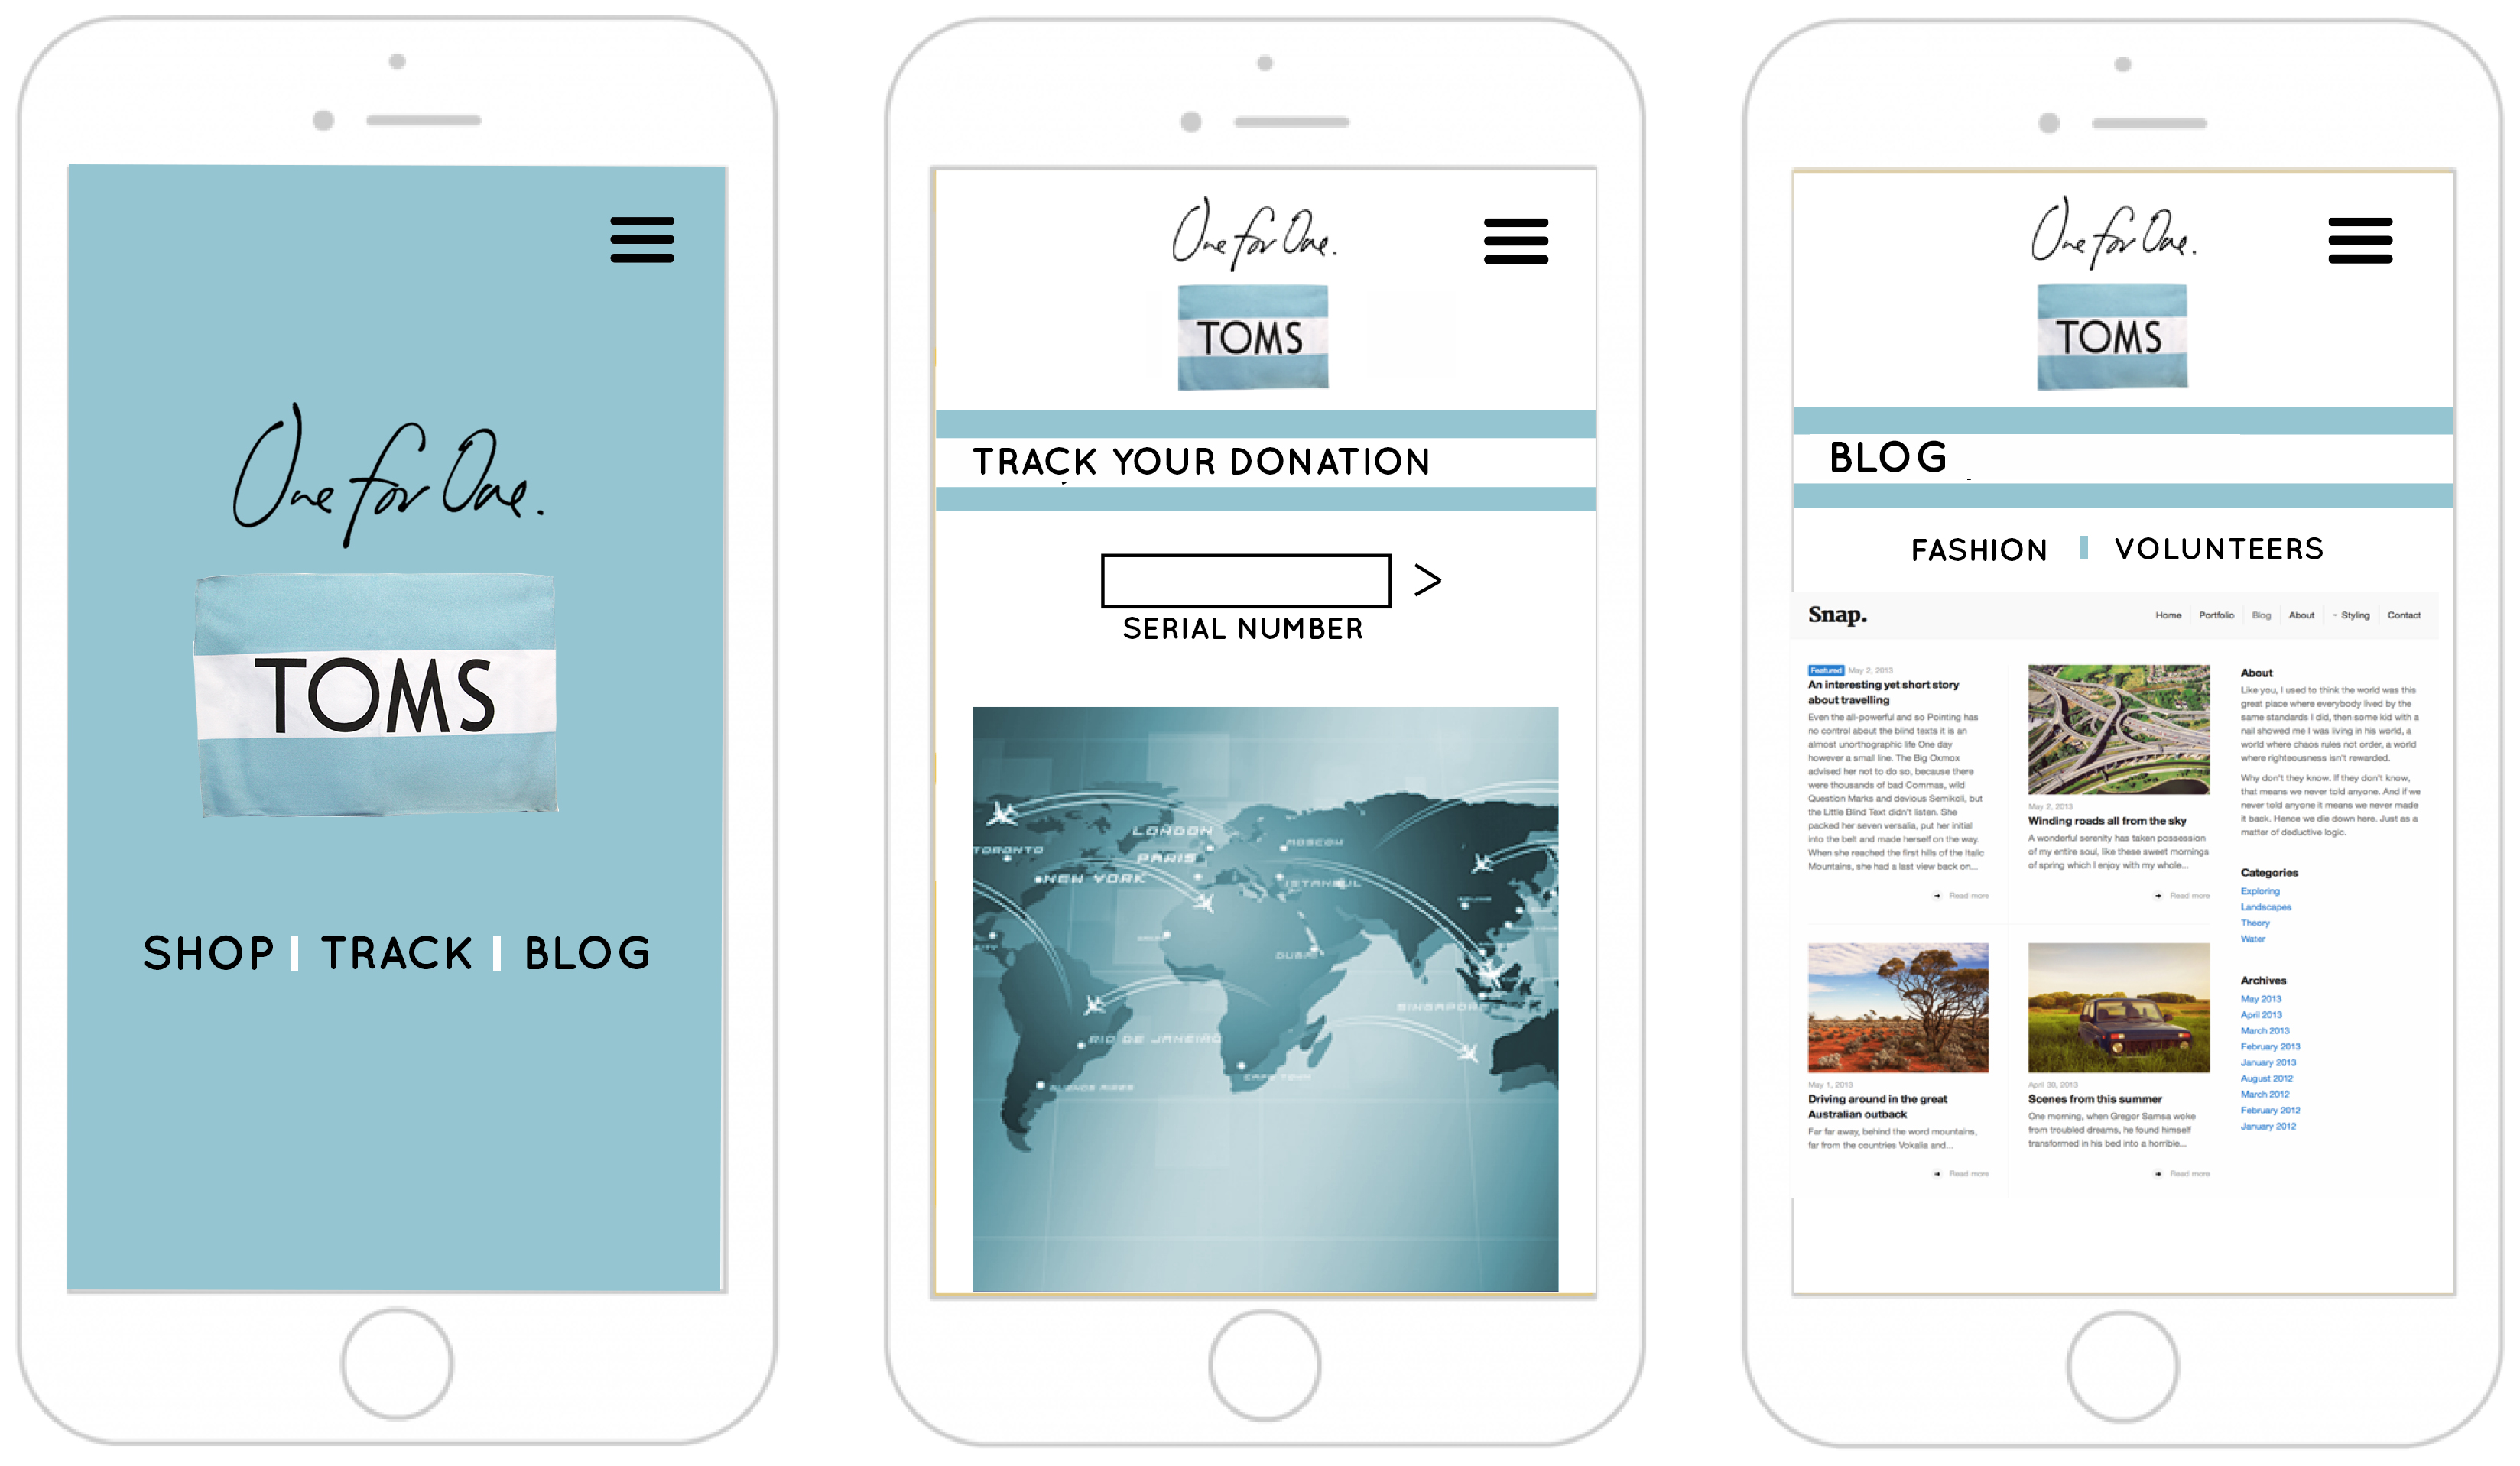 One for One.
TOMS
SHOP | TRACK | BLOG
One for One.
TOMS
TRACK YOUR DONATION
>
SERIAL NUMBER
LONDON
MOSCOW
TORONTO
PARIS
NEW YORK
ISTANBUL
DUBAI
SINGAPORE
RIO DE JANEIRO
CAPE TOWN
BUENOS AIRES
One for One.
TOMS
BLOG
FASHION | VOLUNTEERS
Snap.
Home Portfolio Blog About - Styling Contact
Featured May 2, 2013
An interesting yet short story
about travelling
Even the all-powerful and so Pointing has
no control about the blind texts it is an
almost unorthographic life One day
however a small line. The Big Oxmox
advised her not to do so, because there
were thousands of bad Commas, wild
Question Marks and devious Semikoli, but
the Little Blind Text didn't listen. She
packed her seven versalia, put her initial
into the belt and made herself on the way.
When she reached the first hills of the Italic
Mountains, she had a last view back on...
Read more
May 2, 2013
Winding roads all from the sky
A wonderful serenity has taken possession
of my entire soul, like these sweet mornings
of spring which I enjoy with my whole...
Read more
May 1, 2013
Driving around in the great
Australian outback
Far far away, behind the word mountains,
far from the countries Vokalia and...
Read more
April 30, 2013
Scenes from this summer
One morning, when Gregor Samsa woke
from troubled dreams, he found himself
transformed in his bed into a horrible...
Read more
About
Like you, I used to think the world was this
great place where everybody lived by the
same standards I did, then some kid with a
nail showed me I was living in his world, a
world where chaos rules not order, a world
where righteousness isn't rewarded.
Why don't they know. If they don't know,
that means we never told anyone. And if we
never told anyone it means we never made
it back. Hence we die down here. Just as a
matter of deductive logic.
Categories
Exploring
Landscapes
Theory
Water
Archives
May 2013
April 2013
March 2013
February 2013
January 2013
August 2012
March 2012
February 2012
January 2012